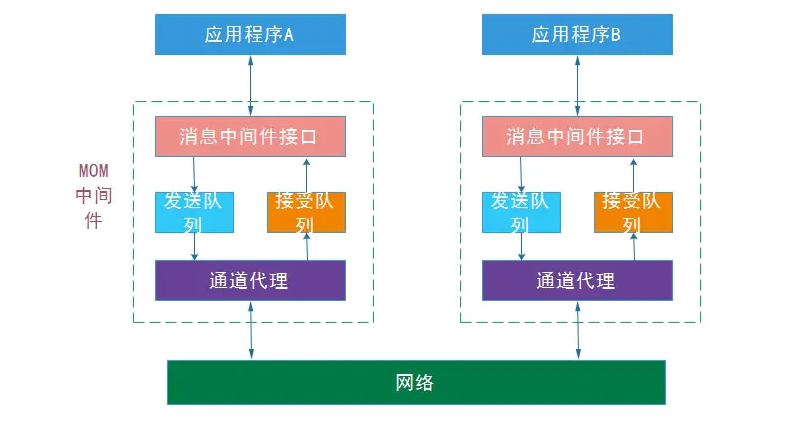 应用程序A
应用程序B
消息中间件接口
消息中间件接口
MOM
中间
件
发送队
列
接受队
列
发送队
列
接受队
列
通道代理
通道代理
网络